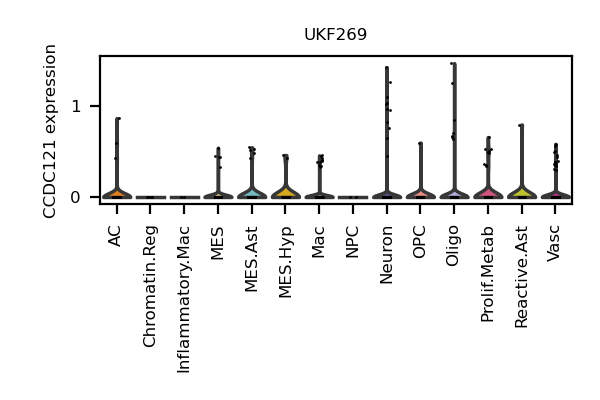 UKF269
CCDC121 expression
1
0
AC
Chromatin.Reg
Inflammatory.Mac
MES
MES.Ast
MES.Hyp
Mac
NPC
Neuron
OPC
Oligo
Prolif.Metab
Reactive.Ast
Vasc